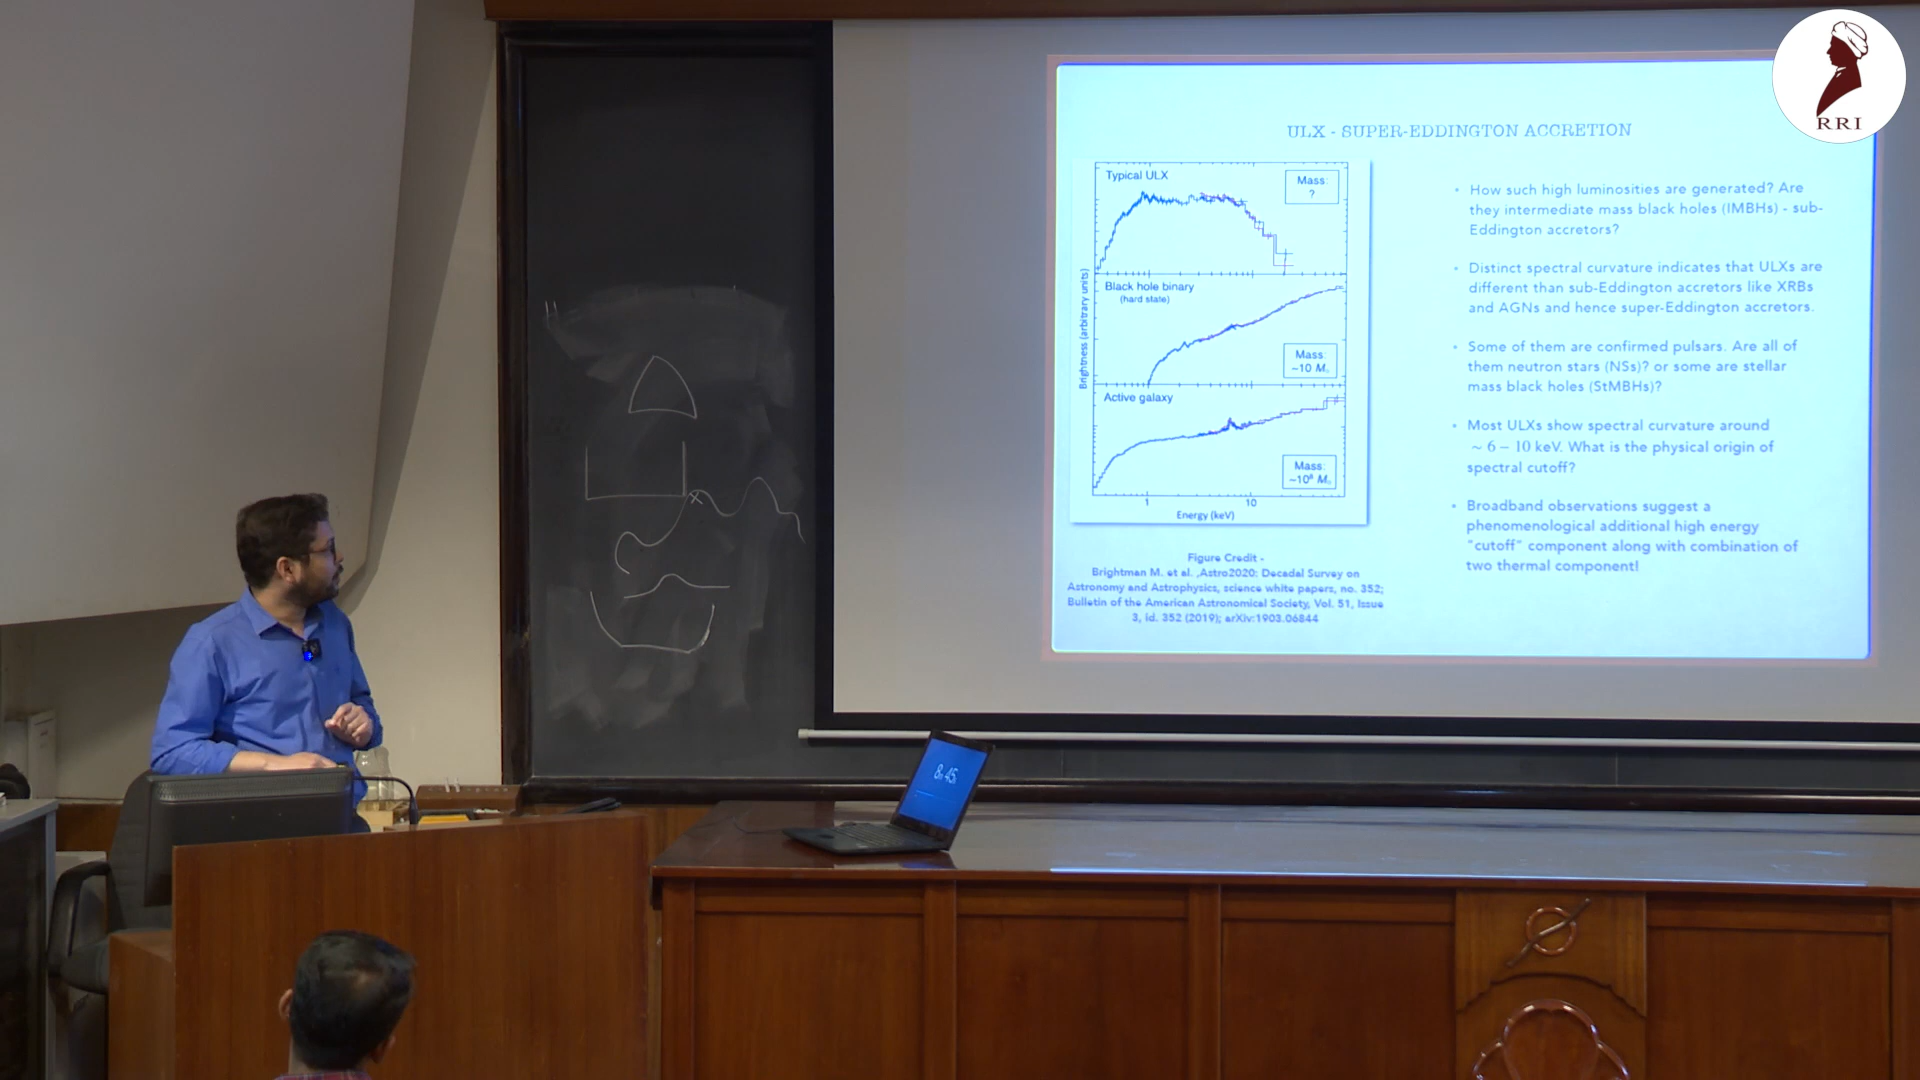 RRI
ULX - SUPER-EDDINGTON ACCRETION
Typical ULX
Mass:
?
Black hole binary
(hard state)
Mass:
~10 M☉
Active galaxy
Mass:
~10⁸ M☉
Brightness (arbitrary units)
1
10
Energy (keV)
Figure Credit -
Brightman M. et al. ,Astro2020: Decadal Survey on
Astronomy and Astrophysics, science white papers, no. 352;
Bulletin of the American Astronomical Society, Vol. 51, Issue
3, id. 352 (2019); arXiv:1903.06844
• How such high luminosities are generated? Are
they intermediate mass black holes (IMBHs) - sub-
Eddington accretors?
• Distinct spectral curvature indicates that ULXs are
different than sub-Eddington accretors like XRBs
and AGNs and hence super-Eddington accretors.
• Some of them are confirmed pulsars. Are all of
them neutron stars (NSs)? or some are stellar
mass black holes (StMBHs)?
• Most ULXs show spectral curvature around
~ 6 – 10 keV. What is the physical origin of
spectral cutoff?
• Broadband observations suggest a
phenomenological additional high energy
"cutoff" component along with combination of
two thermal component!
8m 45s